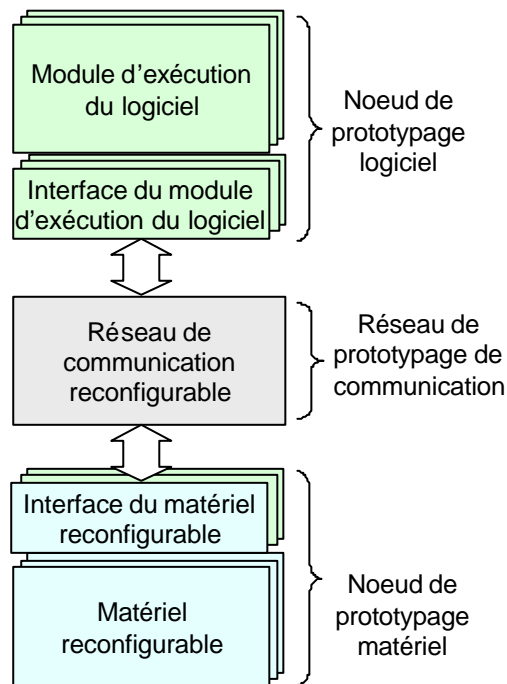 Module d'exécution
du logiciel
Noeud de
prototypage
logiciel
Interface du module
d'exécution du logiciel
Réseau de
communication
reconfigurable
Réseau de
prototypage de
communication
Interface du matériel
reconfigurable
Matériel
reconfigurable
Noeud de
prototypage
matériel